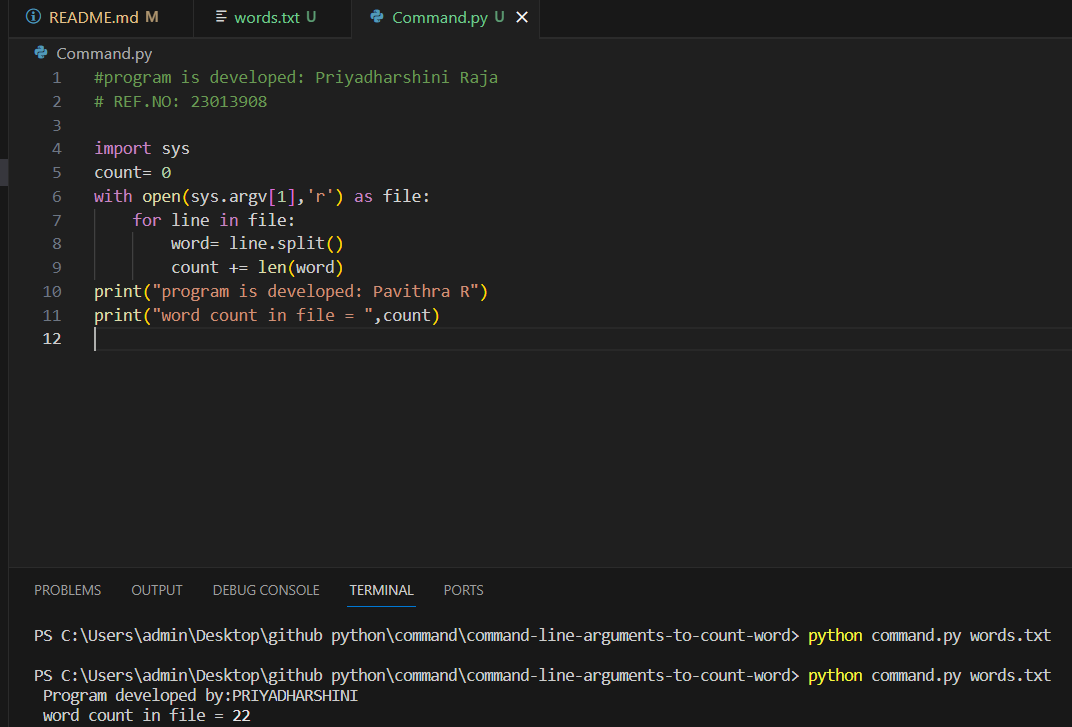 README.md M words.txt U Command.py U
Command.py
1 #program is developed: Priyadharshini Raja
2 # REF.NO: 23013908
3
4 import sys
5 count= 0
6 with open(sys.argv[1],'r') as file:
7     for line in file:
8         word= line.split()
9         count += len(word)
10 print("program is developed: Pavithra R")
11 print("word count in file = ",count)
12
PROBLEMS OUTPUT DEBUG CONSOLE TERMINAL PORTS
PS C:\Users\admin\Desktop\github python\command\command-line-arguments-to-count-word> python command.py words.txt
PS C:\Users\admin\Desktop\github python\command\command-line-arguments-to-count-word> python command.py words.txt
Program developed by:PRIYADHARSHINI
word count in file = 22